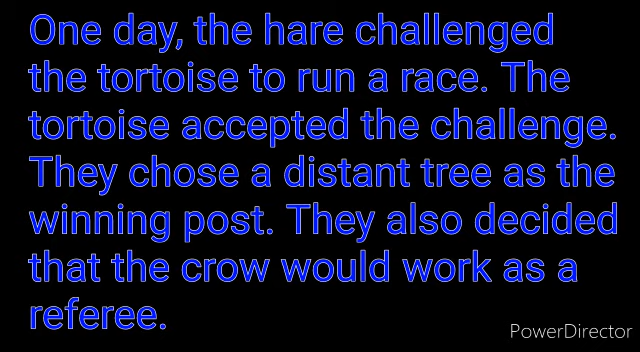 One day, the hare challenged
the tortoise to run a race. The
tortoise accepted the challenge.
They chose a distant tree as the
winning post. They also decided
that the crow would work as a
referee.
PowerDirector